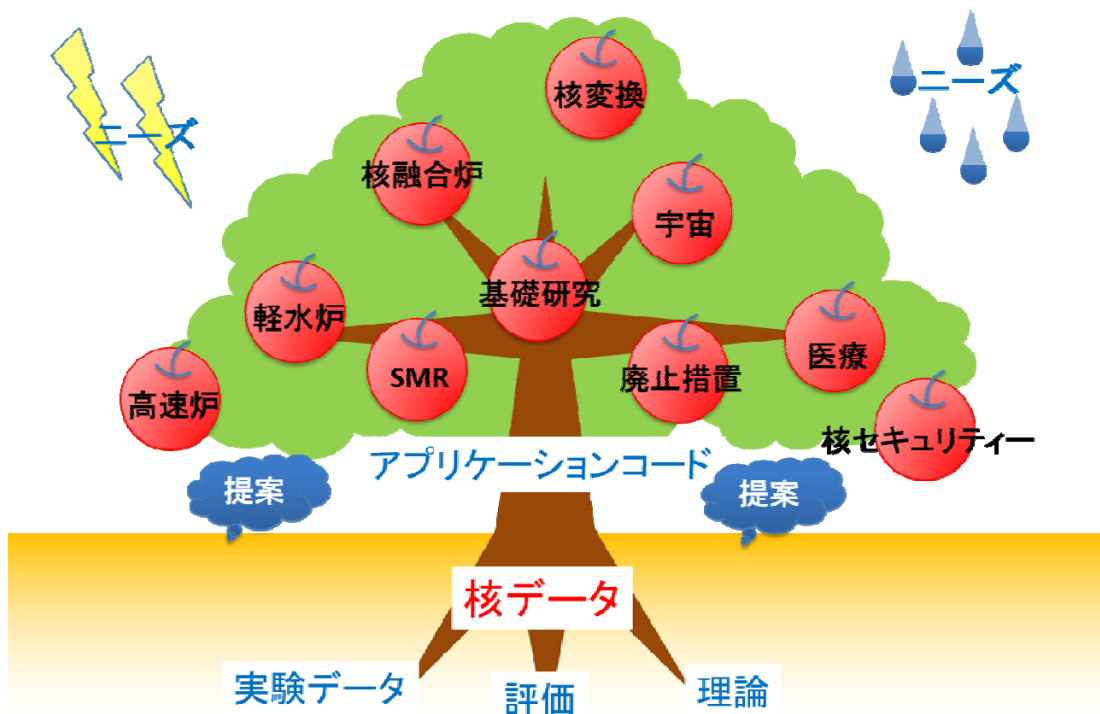 核変換
ニーズ
ニーズ
核融合炉
宇宙
基礎研究
軽水炉
医療
SMR
廃止措置
高速炉
核セキュリティー
アプリケーションコード
提案
提案
核データ
実験データ
評価
理論